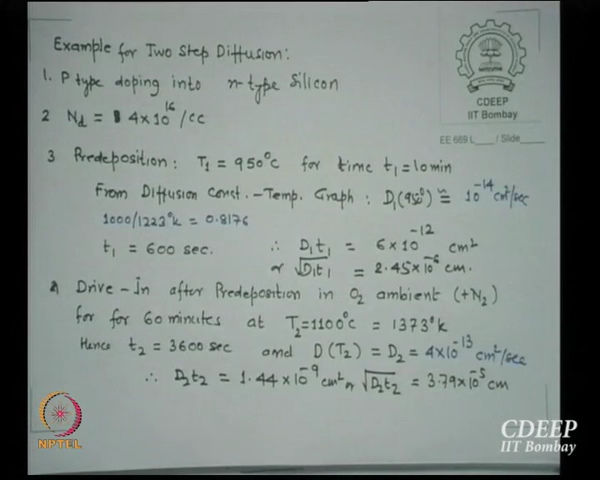 Example for Two Step Diffusion:
1. P type doping into n-type Silicon
2 Nd = 4×10^16 /cc
3 Predeposition: T1 = 950°C for time t1 = 10 min
From Diffusion Const. - Temp. Graph: D1(950°) ≈ 10^-14 cm²/sec
1000/1223°k = 0.8176
t1 = 600 sec. ∴ D1t1 = 6×10^-12 cm²
or √D1t1 = 2.45×10^-6 cm.
Drive-In after Predeposition in O2 ambient (+N2)
for for 60 minutes at T2=1100°C = 1373°k
Hence t2 = 3600 sec and D(T2) = D2 = 4×10^-13 cm²/sec
∴ D2t2 = 1.44×10^-9 cm² or √D2t2 = 3.79×10^-5 cm
CDEEP
IIT Bombay
EE 669 L___/ Slide___
NPTEL
CDEEP
IIT Bombay